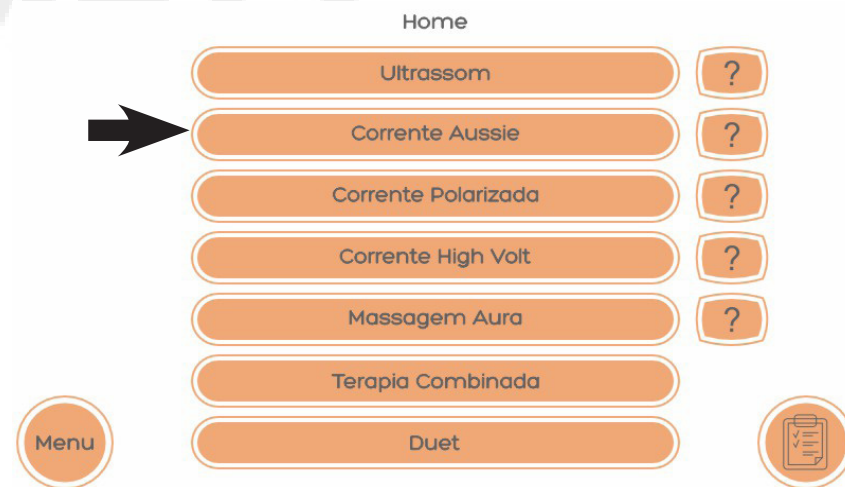 Home
Ultrassom ?
Corrente Aussie ?
Corrente Polarizada ?
Corrente High Volt ?
Massagem Aura ?
Terapia Combinada
Menu
Duet